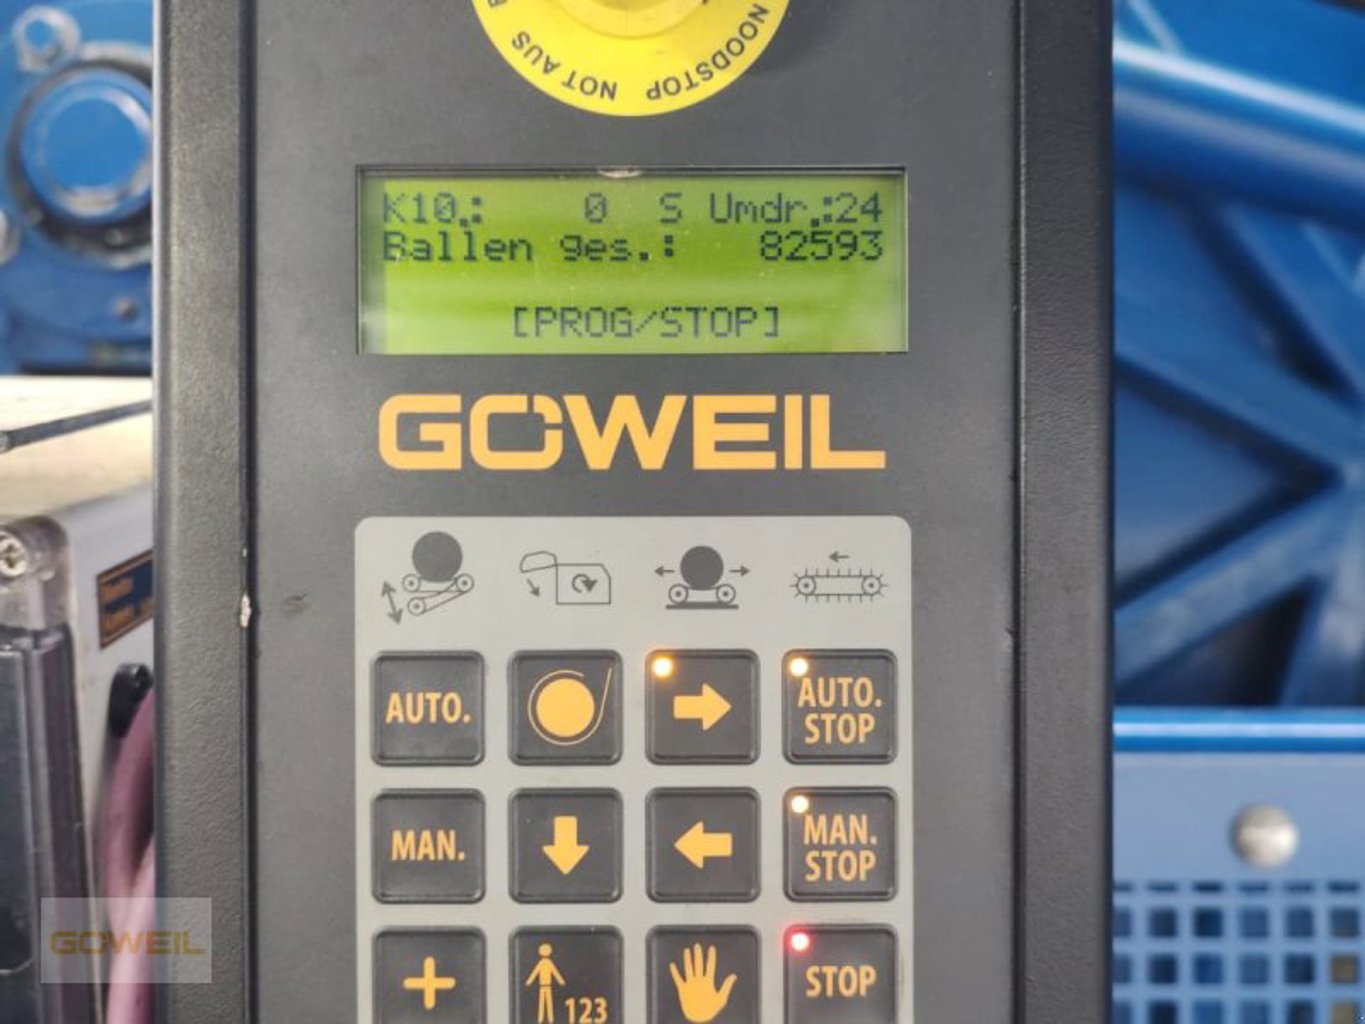 NOODSTOP NOT AUS
K10.: 0 S Umdr.:24
Ballen ges.: 82593
[PROG/STOP]
GÖWEIL
AUTO.
AUTO. STOP
MAN.
MAN. STOP
+
123
STOP
GÖWEIL